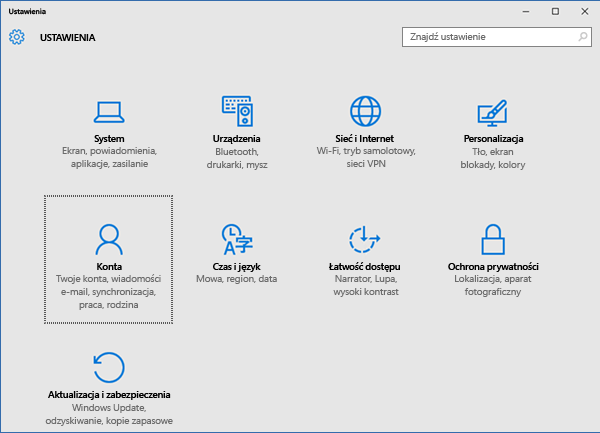 Ustawienia
USTAWIENIA
Znajdź ustawienie
System
Ekran, powiadomienia,
aplikacje, zasilanie
Urządzenia
Bluetooth,
drukarki, mysz
Sieć i Internet
Wi-Fi, tryb samolotowy,
sieci VPN
Personalizacja
Tło, ekran
blokady, kolory
Konta
Twoje konta, wiadomości
e-mail, synchronizacja,
praca, rodzina
Czas i język
Mowa, region, data
Łatwość dostępu
Narrator, Lupa,
wysoki kontrast
Ochrona prywatności
Lokalizacja, aparat
fotograficzny
Aktualizacja i zabezpieczenia
Windows Update,
odzyskiwanie, kopie zapasowe